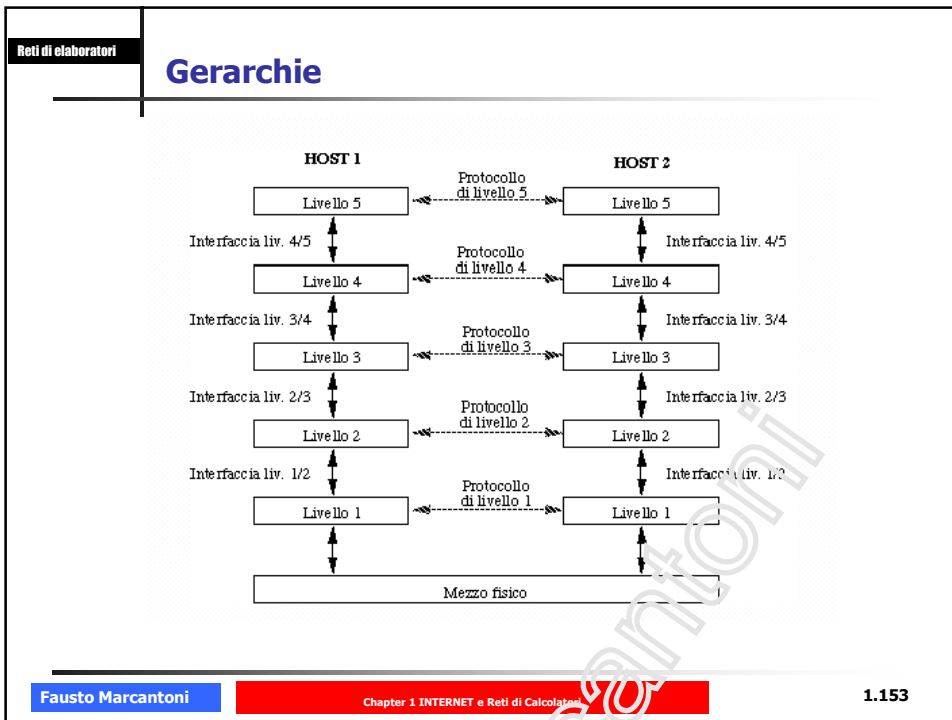 Reti di elaboratori
Gerarchie
HOST 1
HOST 2
Protocollo
di livello 5
Livello 5
Livello 5
Interfaccia liv. 4/5
Interfaccia liv. 4/5
Protocollo
di livello 4
Livello 4
Livello 4
Interfaccia liv. 3/4
Interfaccia liv. 3/4
Protocollo
di livello 3
Livello 3
Livello 3
Interfaccia liv. 2/3
Interfaccia liv. 2/3
Protocollo
di livello 2
Livello 2
Livello 2
Interfaccia liv. 1/2
Interfaccia liv. 1/2
Protocollo
di livello 1
Livello 1
Livello 1
Mezzo fisico
Fausto Marcantoni
Chapter 1 INTERNET e Reti di Calcolatori
1.153